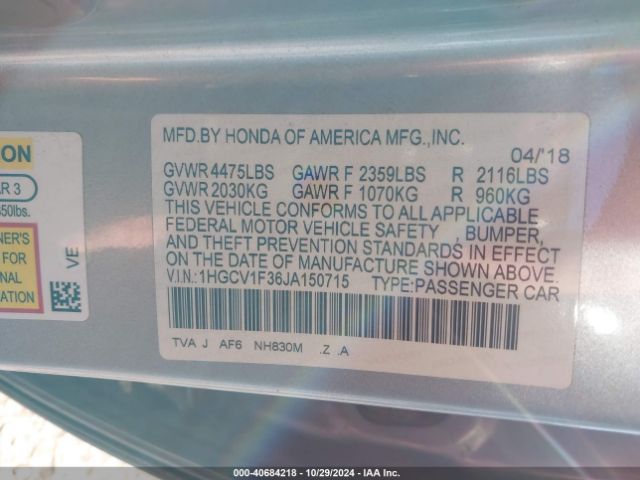 ON
AR 3
850lbs.
NER'S
FOR
NAL
ATION
VE
MFD.BY HONDA OF AMERICA MFG.,INC.
04/'18
GVWR 4475LBS GAWR F 2359LBS R 2116LBS
GVWR 2030KG GAWR F 1070KG R 960KG
THIS VEHICLE CONFORMS TO ALL APPLICABLE
FEDERAL MOTOR VEHICLE SAFETY , BUMPER,
AND THEFT PREVENTION STANDARDS IN EFFECT
ON THE DATE OF MANUFACTURE SHOWN ABOVE.
V.I.N.:1HGCV1F36JA150715 TYPE:PASSENGER CAR
TVA J AF6 NH830M .Z .A
000-40684218 | 10/29/2024 | IAA Inc.